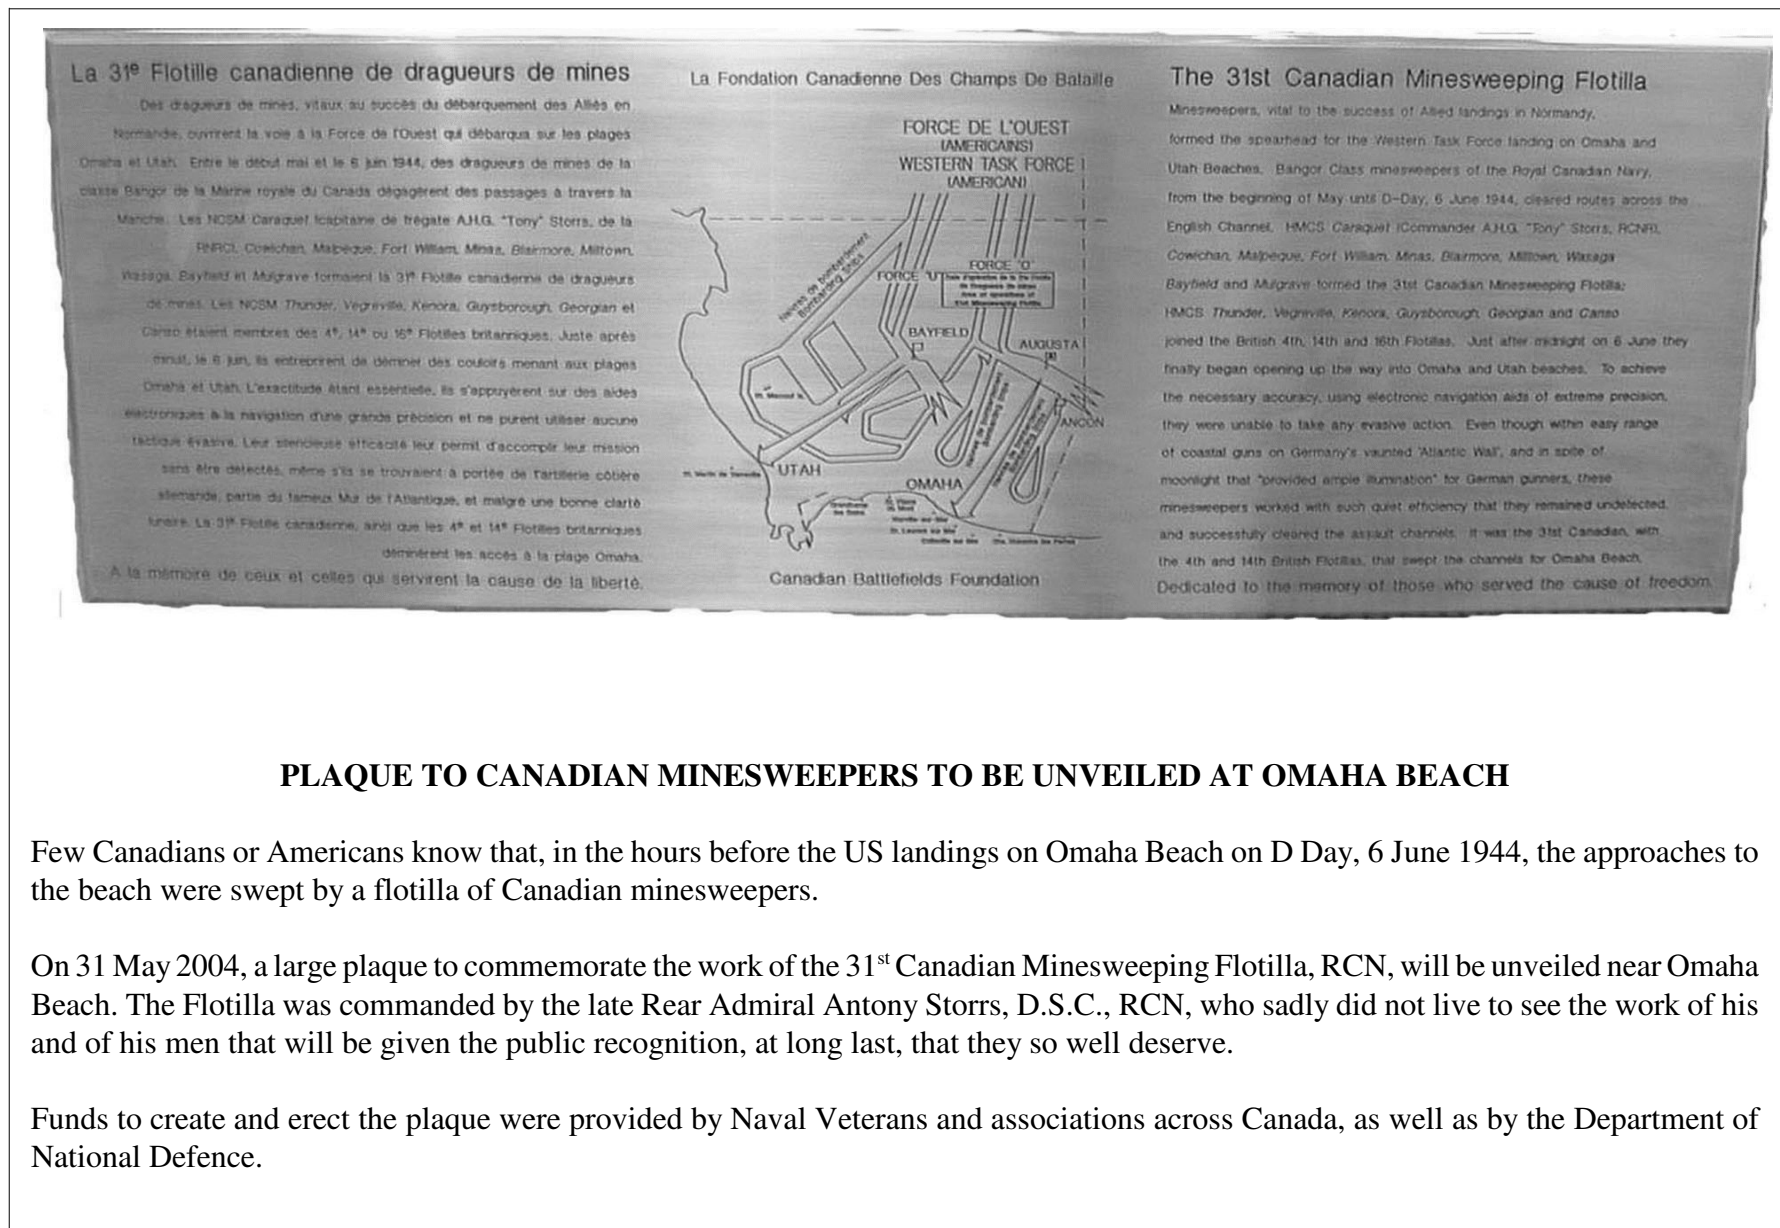 La 31e Flotille canadienne de dragueurs de mines
Des dragueurs de mines, vitaux au succès du débarquement des Alliés en
Normandie, ouvrirent la voie à la Force de l'Ouest qui débarqua sur les plages
Omaha et Utah. Entre le début mai et le 6 juin 1944, des dragueurs de mines de la
classe Bangor de la Marine royale du Canada dégagèrent des passages à travers la
Manche. Les NCSM Caraquet (capitaine de frégate A.H.G. "Tony" Storrs, de la
RNRC), Cowichan, Malpeque, Fort William, Minas, Blairmore, Milltown,
Wasaga, Bayfield et Mulgrave formaient la 31e Flotille canadienne de dragueurs
de mines. Les NCSM Thunder, Vegreville, Kenora, Guysborough, Georgian et
Canso étaient membres des 4e, 14e ou 16e Flotilles britanniques. Juste après
minuit, le 6 juin, ils entreprirent de déminer des couloirs menant aux plages
Omaha et Utah. L'exactitude étant essentielle, ils s'appuyèrent sur des aides
électroniques à la navigation d'une grande précision et ne purent utiliser aucune
tactique évasive. Leur silencieuse efficacité leur permit d'accomplir leur mission
sans être détectés, même s'ils se trouvaient à portée de l'artillerie côtière
allemande, partie du fameux Mur de l'Atlantique, et malgré une bonne clarté
lunaire. La 31e Flotille canadienne, ainsi que les 4e et 14e Flotilles britanniques
déminèrent les accès à la plage Omaha.
A la mémoire de ceux et celles qui servirent la cause de la liberté.
La Fondation Canadienne Des Champs De Bataille
FORCE DE L'OUEST
(AMERICAINS)
WESTERN TASK FORCE
(AMERICAN)
Navires de bombardement
Bombarding Ships
FORCE "U"
FORCE "O"
BAYFIELD
AUGUSTA
ANCON
Navires de bombardement
Bombarding Ships
UTAH
OMAHA
Canadian Battlefields Foundation
The 31st Canadian Minesweeping Flotilla
Minesweepers, vital to the success of Allied landings in Normandy,
formed the spearhead for the Western Task Force landing on Omaha and
Utah Beaches. Bangor Class minesweepers of the Royal Canadian Navy,
from the beginning of May until D-Day, 6 June 1944, cleared routes across the
English Channel. HMCS Caraquet (Commander A.H.G. "Tony" Storrs, RCNR),
Cowichan, Malpeque, Fort William, Minas, Blairmore, Milltown, Wasaga
Bayfield and Mulgrave formed the 31st Canadian Minesweeping Flotilla;
HMCS Thunder, Vegreville, Kenora, Guysborough, Georgian and Canso
joined the British 4th, 14th and 16th Flotillas. Just after midnight on 6 June they
finally began opening up the way into Omaha and Utah beaches. To achieve
the necessary accuracy, using electronic navigation aids of extreme precision,
they were unable to take any evasive action. Even though within easy range
of coastal guns on Germany's vaunted 'Atlantic Wall', and in spite of
moonlight that "provided ample illumination" for German gunners, these
minesweepers worked with such quiet efficiency that they remained undetected
and successfully cleared the assault channels. It was the 31st Canadian, with
the 4th and 14th British Flotillas, that swept the channels for Omaha Beach.
Dedicated to the memory of those who served the cause of freedom.
PLAQUE TO CANADIAN MINESWEEPERS TO BE UNVEILED AT OMAHA BEACH
Few Canadians or Americans know that, in the hours before the US landings on Omaha Beach on D Day, 6 June 1944, the approaches to
the beach were swept by a flotilla of Canadian minesweepers.
On 31 May 2004, a large plaque to commemorate the work of the 31st Canadian Minesweeping Flotilla, RCN, will be unveiled near Omaha
Beach. The Flotilla was commanded by the late Rear Admiral Antony Storrs, D.S.C., RCN, who sadly did not live to see the work of his
and of his men that will be given the public recognition, at long last, that they so well deserve.
Funds to create and erect the plaque were provided by Naval Veterans and associations across Canada, as well as by the Department of
National Defence.